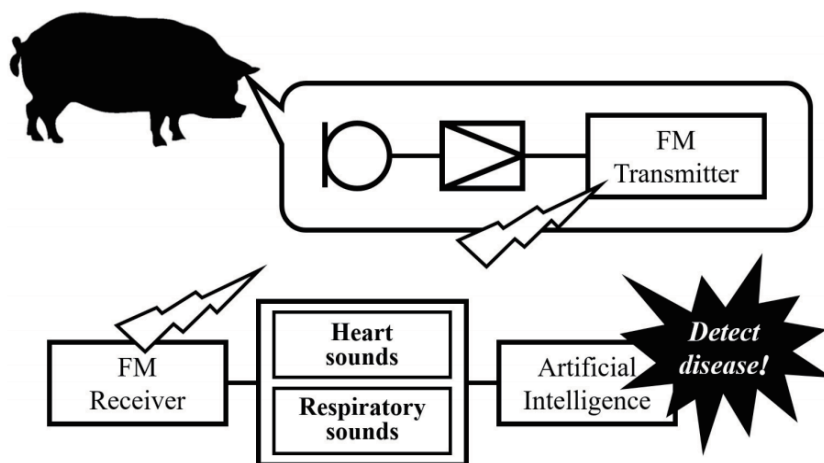 FM
Transmitter
Heart
sounds
FM
Receiver
Respiratory
sounds
Artificial
Intelligence
Detect
disease!